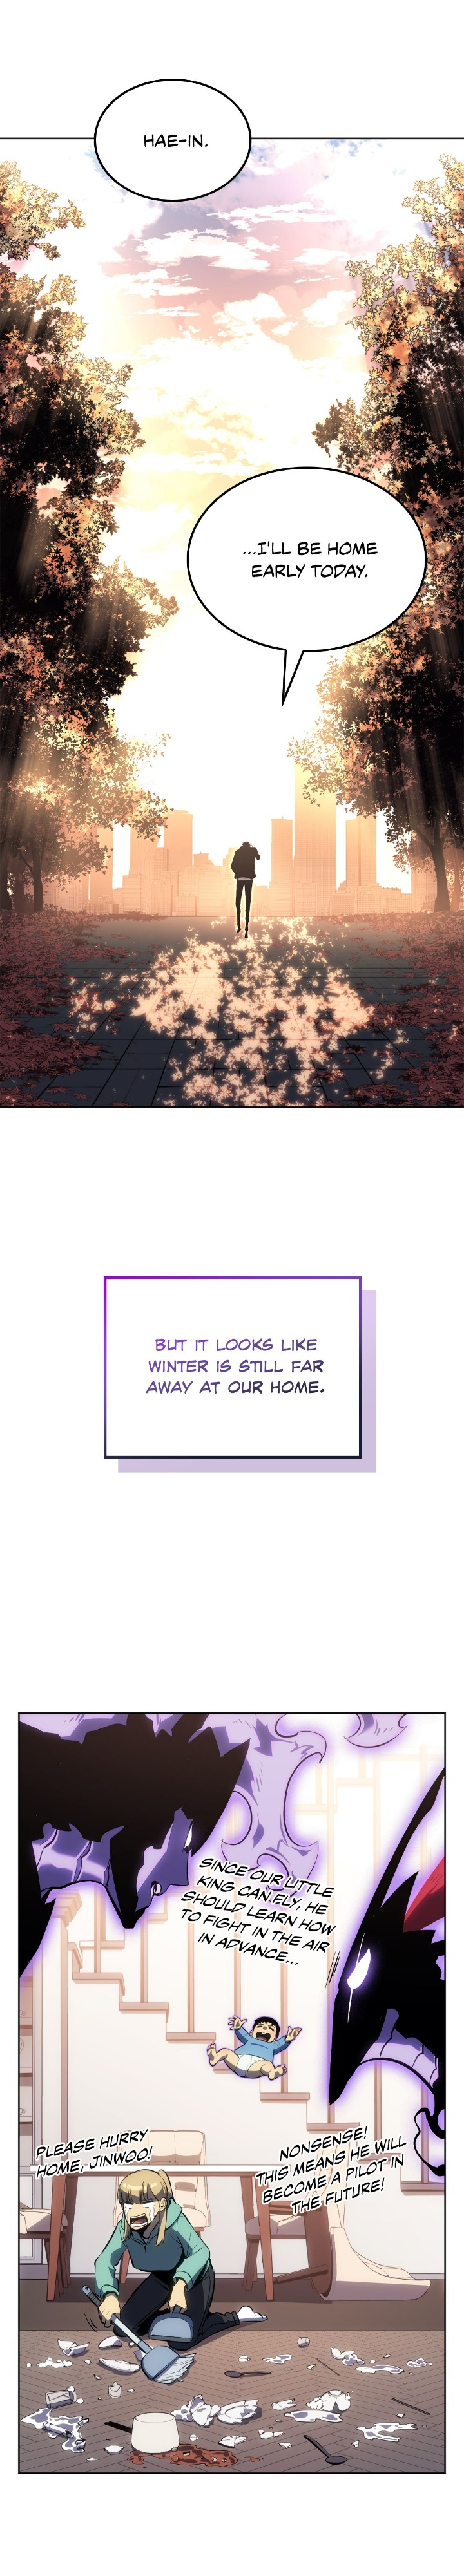 HAE-IN.
...I'LL BE HOME
EARLY TODAY.
BUT IT LOOKS LIKE
WINTER IS STILL FAR
AWAY AT OUR HOME.
SINCE OUR LITTLE
KING CAN FLY, HE
SHOULD LEARN HOW
TO FIGHT IN THE AIR
IN ADVANCE...
PLEASE HURRY
HOME, JINWOO!
NONSENSE!
THIS MEANS HE WILL
BECOME A PILOT IN
THE FUTURE!